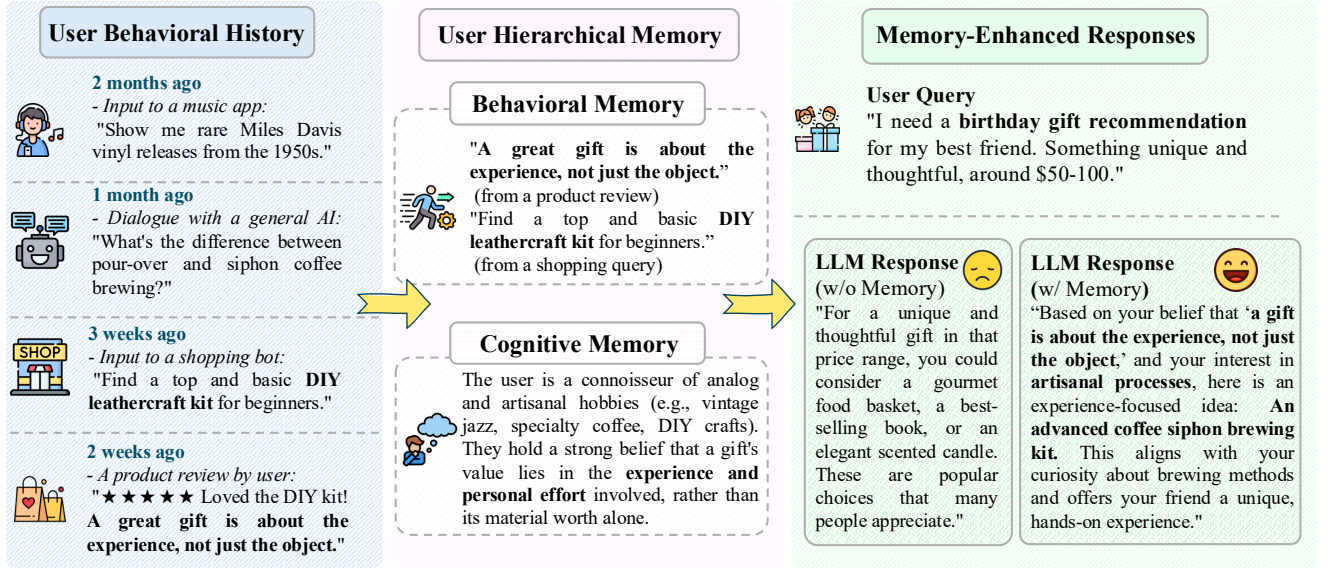 User Behavioral History
2 months ago
- Input to a music app:
"Show me rare Miles Davis
vinyl releases from the 1950s."
1 month ago
- Dialogue with a general AI:
"What's the difference between
pour-over and siphon coffee
brewing?"
SHOP
3 weeks ago
- Input to a shopping bot:
"Find a top and basic DIY
leathercraft kit for beginners."
2 weeks ago
- A product review by user:
"★★★★★ Loved the DIY kit!
A great gift is about the
experience, not just the object."
User Hierarchical Memory
Behavioral Memory
"A great gift is about the
experience, not just the object.”
(from a product review)
"Find a top and basic DIY
leathercraft kit for beginners.”
(from a shopping query)
Cognitive Memory
The user is a connoisseur of analog
and artisanal hobbies (e.g., vintage
jazz, specialty coffee, DIY crafts).
They hold a strong belief that a gift's
value lies in the experience and
personal effort involved, rather than
its material worth alone.
Memory-Enhanced Responses
User Query
"I need a birthday gift recommendation
for my best friend. Something unique and
thoughtful, around $50-100."
LLM Response
(w/o Memory)
"For a unique and
thoughtful gift in that
price range, you could
consider a gourmet
food basket, a best-
selling book, or an
elegant scented candle.
These are popular
choices that many
people appreciate."
LLM Response
(w/ Memory)
“Based on your belief that ‘a gift
is about the experience, not just
the object,’ and your interest in
artisanal processes, here is an
experience-focused idea: An
advanced coffee siphon brewing
kit. This aligns with your
curiosity about brewing methods
and offers your friend a unique,
hands-on experience."